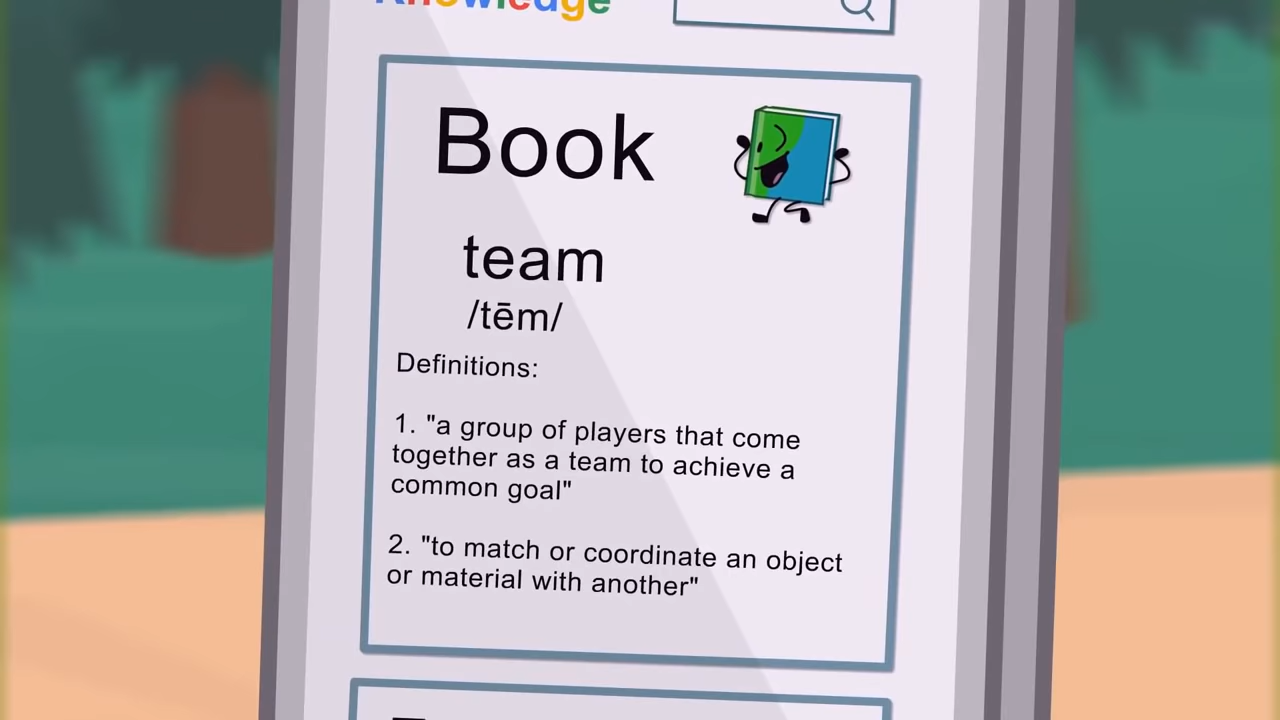 Knowledge
Book
team
/tēm/
Definitions:
1. "a group of players that come
together as a team to achieve a
common goal"
2. "to match or coordinate an object
or material with another"